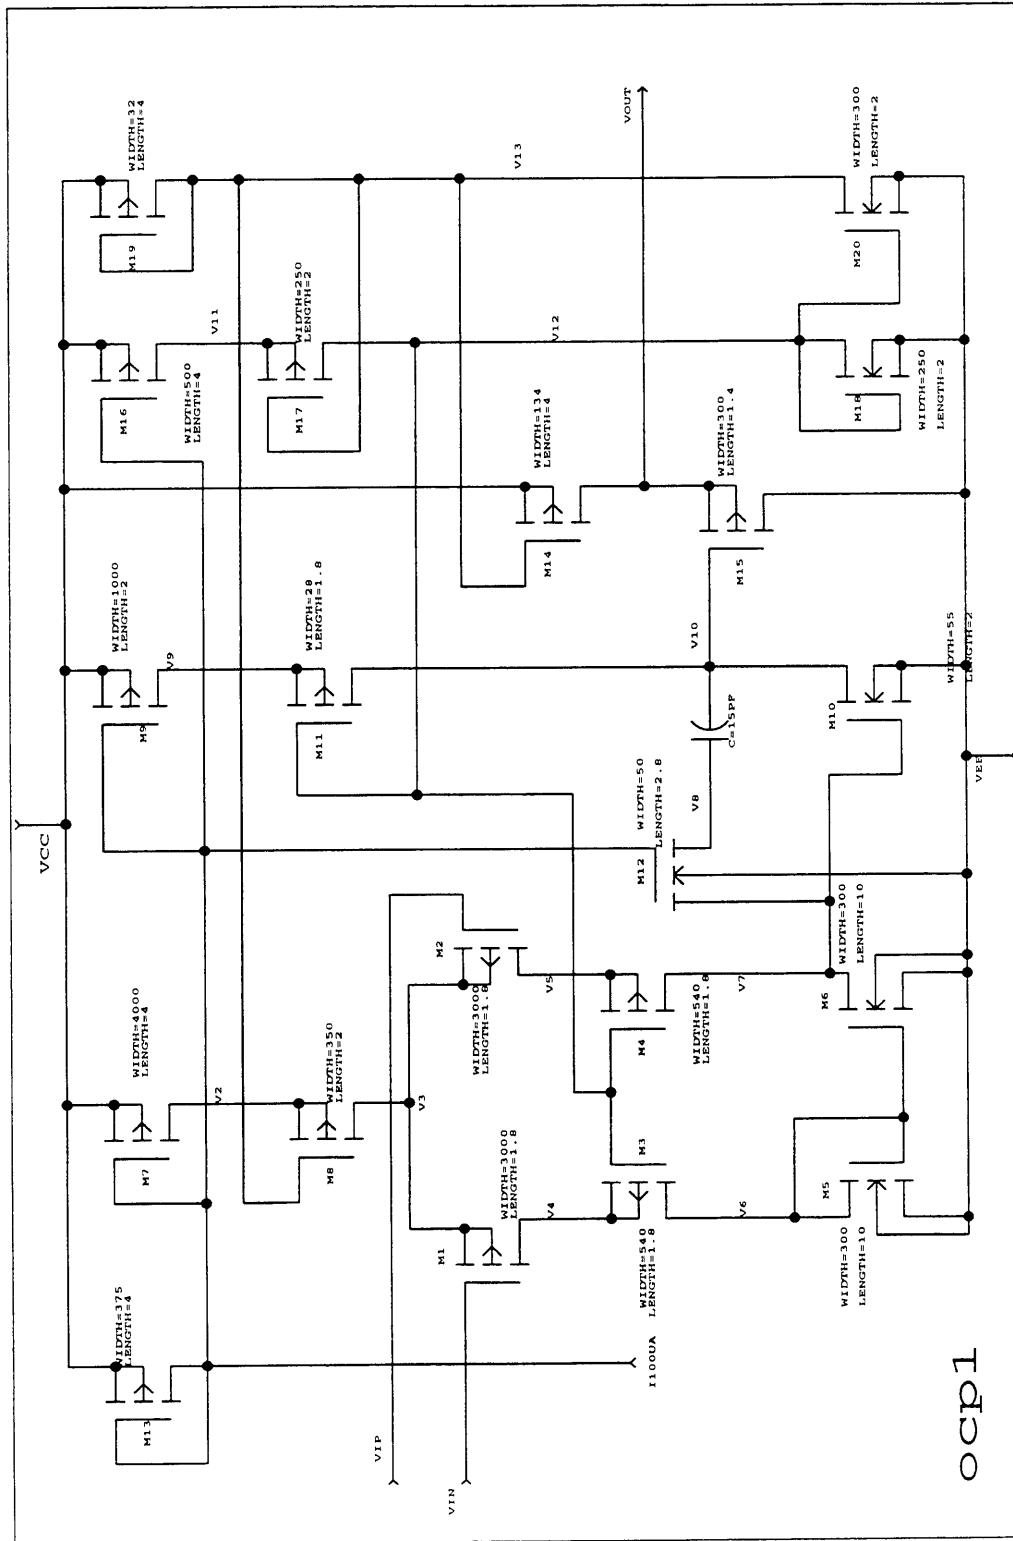 VCC
WIDTH=375
LENGTH=4
M13
I100UA
VIP
VIN
WIDTH=4000
LENGTH=4
M7
V2
WIDTH=350
LENGTH=2
M8
V3
WIDTH=3000
LENGTH=1.8
M1
V4
WIDTH=3000
LENGTH=1.8
M2
V5
WIDTH=540
LENGTH=1.8
M3
V6
WIDTH=540
LENGTH=1.8
M4
V7
WIDTH=300
LENGTH=10
M5
WIDTH=300
LENGTH=10
M6
WIDTH=1000
LENGTH=2
M9
V9
WIDTH=28
LENGTH=1.8
M11
WIDTH=50
LENGTH=2.8
M12
V8
C=15PF
V10
WIDTH=55
LENGTH=2
M10
VEE
WIDTH=134
LENGTH=4
M14
WIDTH=300
LENGTH=1.4
M15
VOUT
WIDTH=500
LENGTH=4
M16
V11
WIDTH=250
LENGTH=2
M17
V12
WIDTH=250
LENGTH=2
M18
WIDTH=32
LENGTH=4
M19
V13
WIDTH=300
LENGTH=2
M20
ocp1